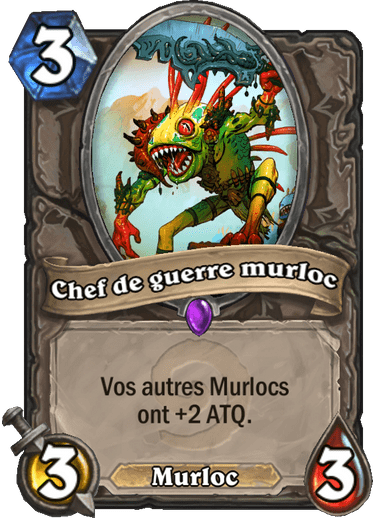 3
Chef de guerre murloc
Vos autres Murlocs
ont +2 ATQ.
3
Murloc
3